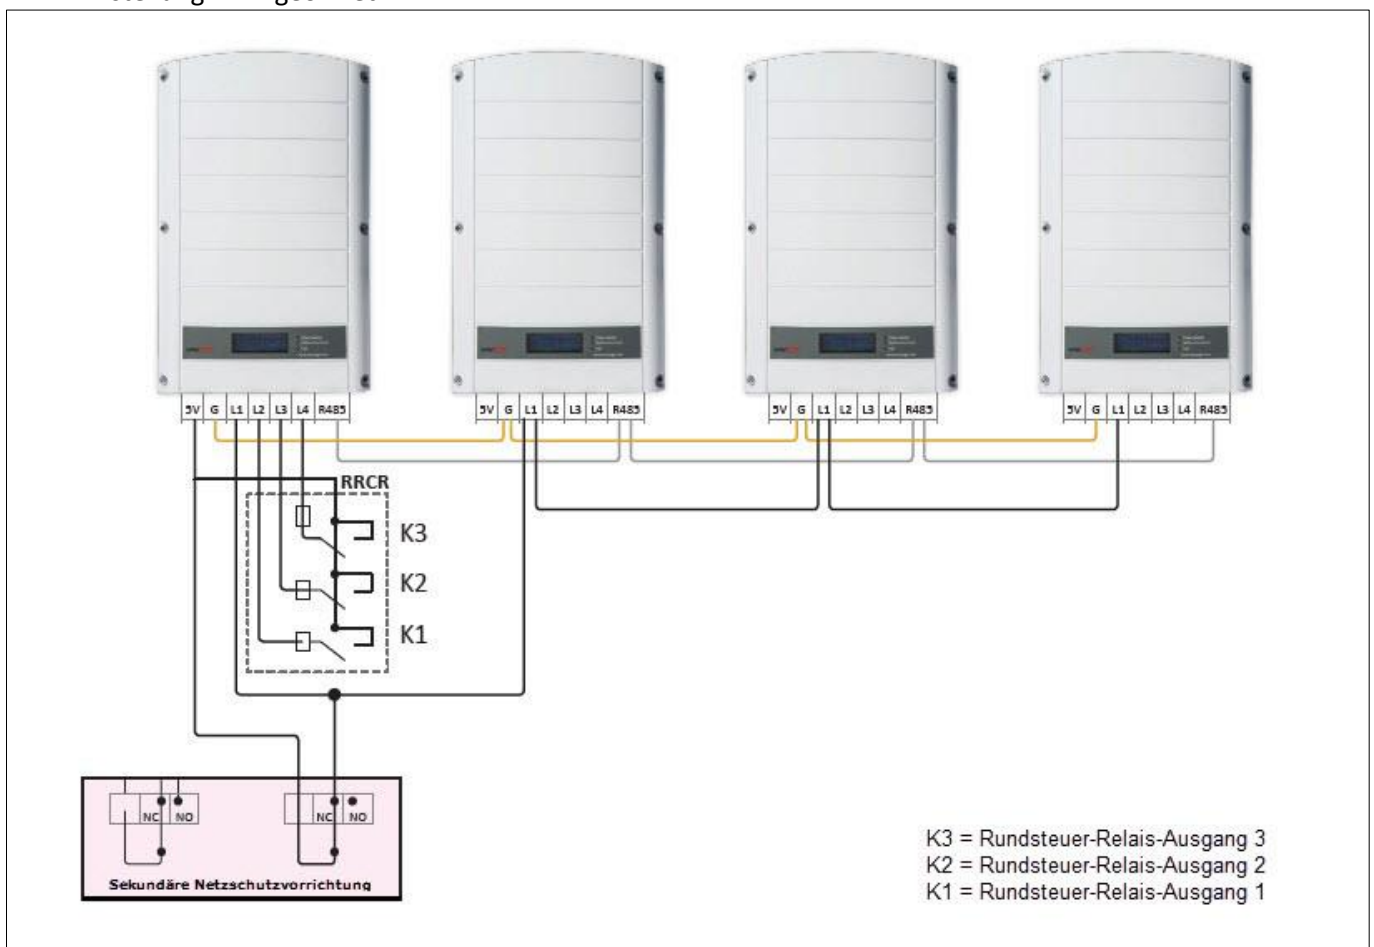 5V G L1 L2 L3 L4 R485
5V G L1 L2 L3 L4 R485
5V G L1 L2 L3 L4 R485
5V G L1 L2 L3 L4 R485
RRCR
K3
K2
K1
NC NO
NC NO
Sekundäre Netzschutzvorrichtung
K3 = Rundsteuer-Relais-Ausgang 3
K2 = Rundsteuer-Relais-Ausgang 2
K1 = Rundsteuer-Relais-Ausgang 1